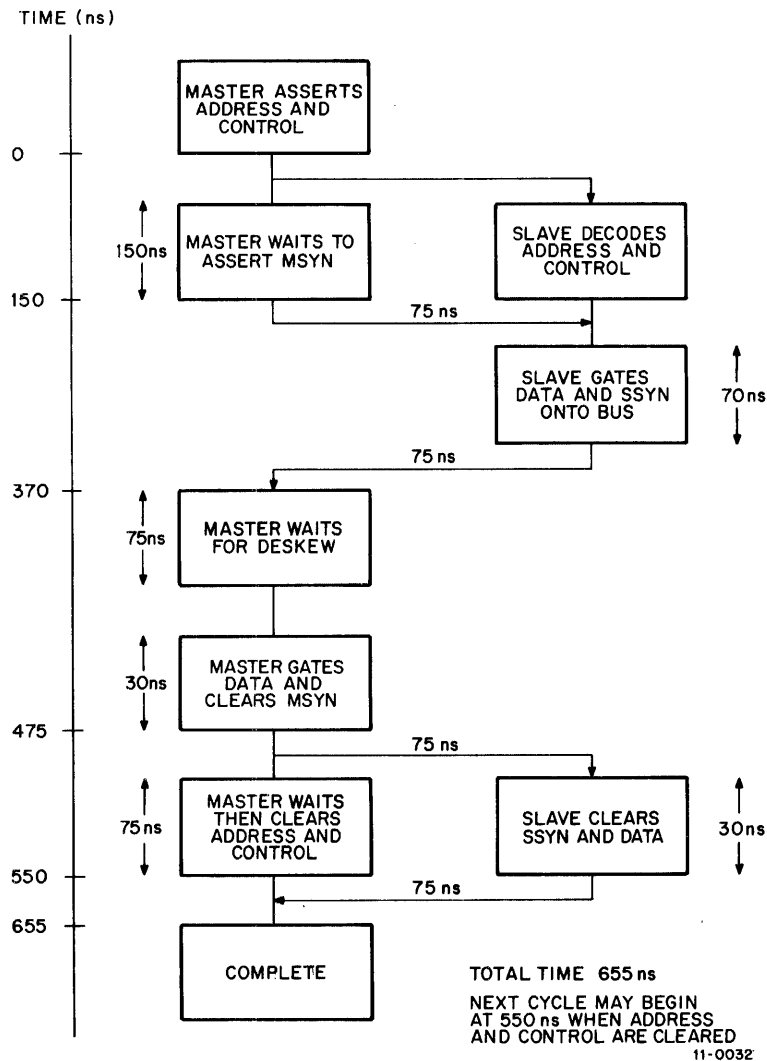 TIME (ns)
MASTER ASSERTS
ADDRESS AND
CONTROL
0
150ns
MASTER WAITS TO
ASSERT MSYN
SLAVE DECODES
ADDRESS AND
CONTROL
150
75 ns
SLAVE GATES
DATA AND SSYN
ONTO BUS
70ns
75 ns
370
75ns
MASTER WAITS
FOR DESKEW
30ns
MASTER GATES
DATA AND
CLEARS MSYN
475
75 ns
75ns
MASTER WAITS
THEN CLEARS
ADDRESS AND
CONTROL
SLAVE CLEARS
SSYN AND DATA
30ns
550
75 ns
655
COMPLETE
TOTAL TIME 655 ns
NEXT CYCLE MAY BEGIN
AT 550 ns WHEN ADDRESS
AND CONTROL ARE CLEARED
11-0032